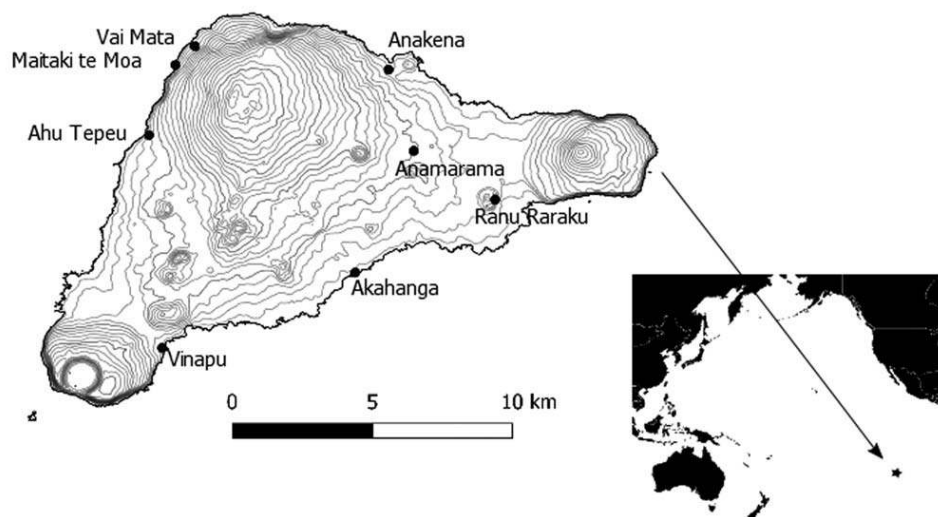 Vai Mata
Maitaki te Moa
Anakena
Ahu Tepeu
Anamarama
Ranu Raraku
Akahanga
Vinapu
0 5 10 km